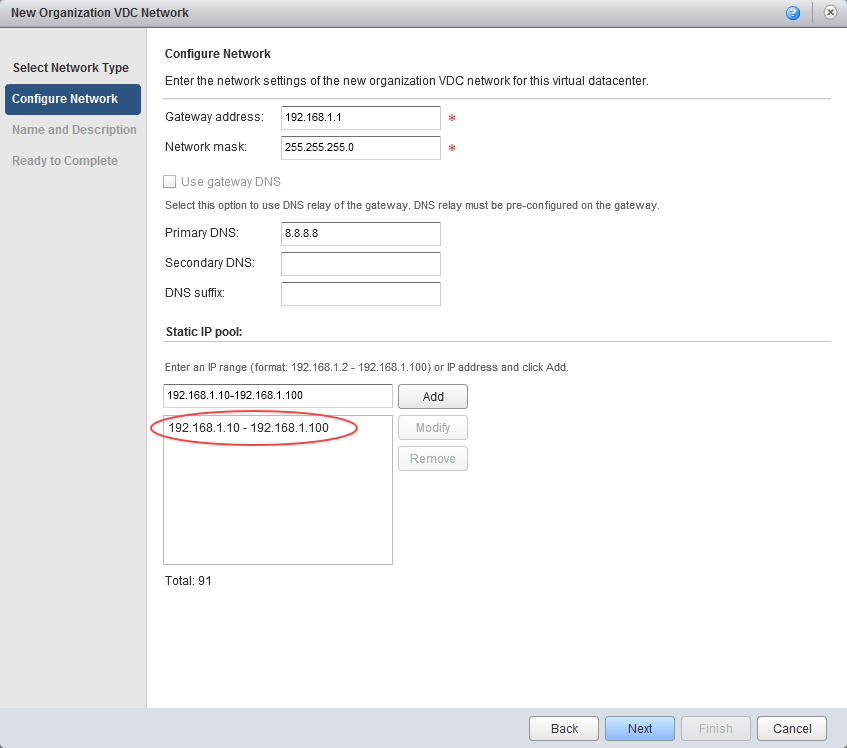 New Organization VDC Network
Select Network Type
Configure Network
Name and Description
Ready to Complete
Configure Network
Enter the network settings of the new organization VDC network for this virtual datacenter.
Gateway address: 192.168.1.1 *
Network mask: 255.255.255.0 *
Use gateway DNS
Select this option to use DNS relay of the gateway. DNS relay must be pre-configured on the gateway.
Primary DNS: 8.8.8.8
Secondary DNS:
DNS suffix:
Static IP pool:
Enter an IP range (format: 192.168.1.2 - 192.168.1.100) or IP address and click Add.
192.168.1.10-192.168.1.100 Add
192.168.1.10 - 192.168.1.100 Modify
Remove
Total: 91
Back Next Finish Cancel